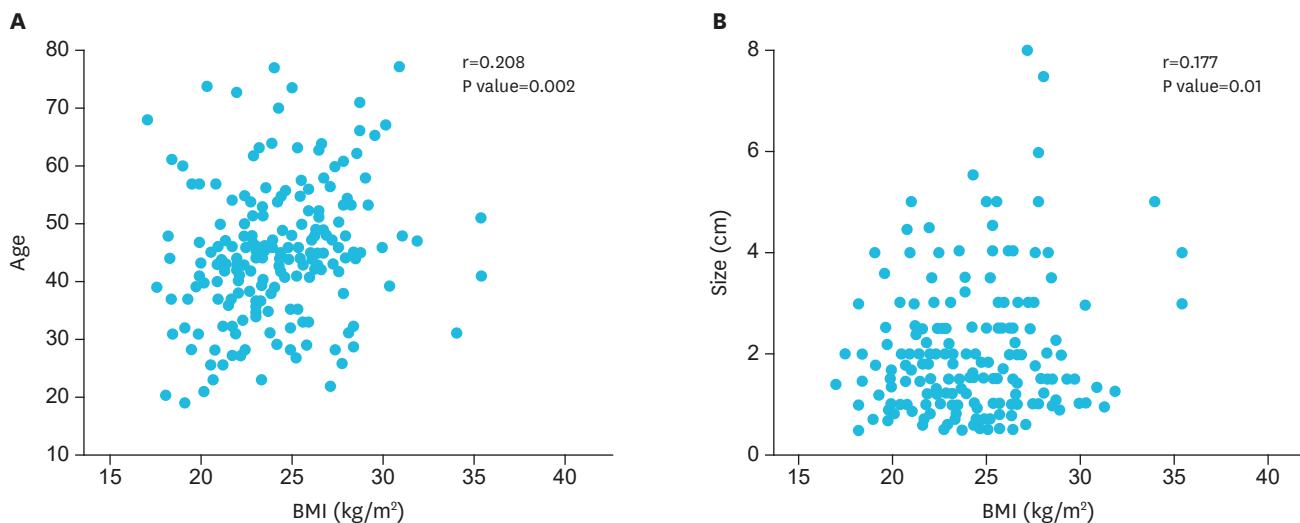 A
80
70
60
50
40
30
20
10
Age
15 20 25 30 35 40
BMI (kg/m²)
r=0.208
P value=0.002
B
8
6
4
2
0
Size (cm)
15 20 25 30 35 40
BMI (kg/m²)
r=0.177
P value=0.01